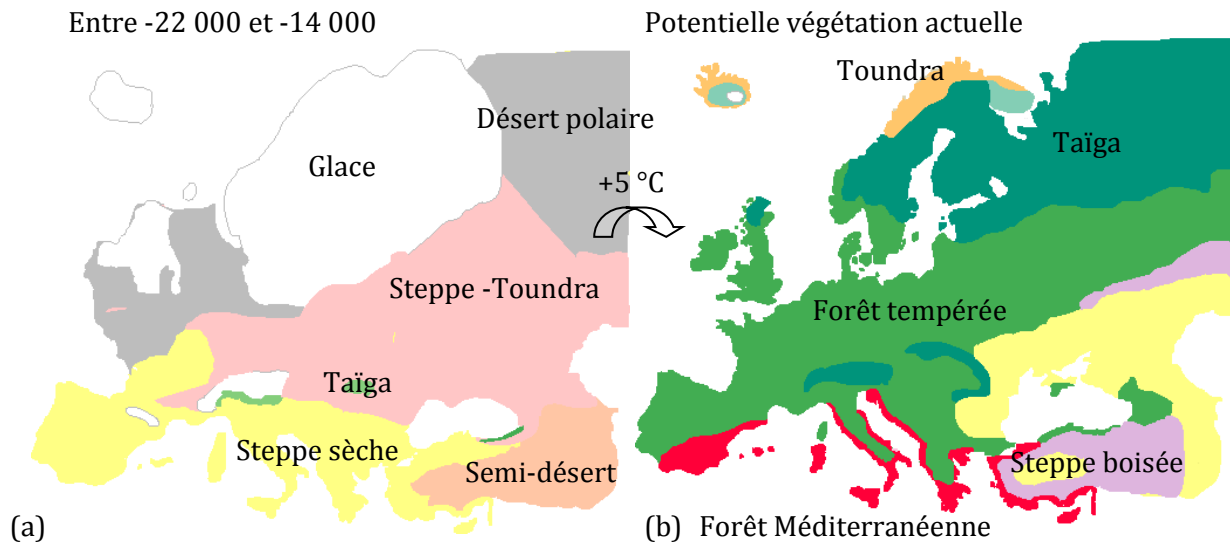 Entre -22 000 et -14 000
Potentielle végétation actuelle
Toundra
Désert polaire
Taïga
Glace
+5 °C
Steppe -Toundra
Forêt tempérée
Taïga
Steppe sèche
Semi-désert
Steppe boisée
(a)
(b)
Forêt Méditerranéenne